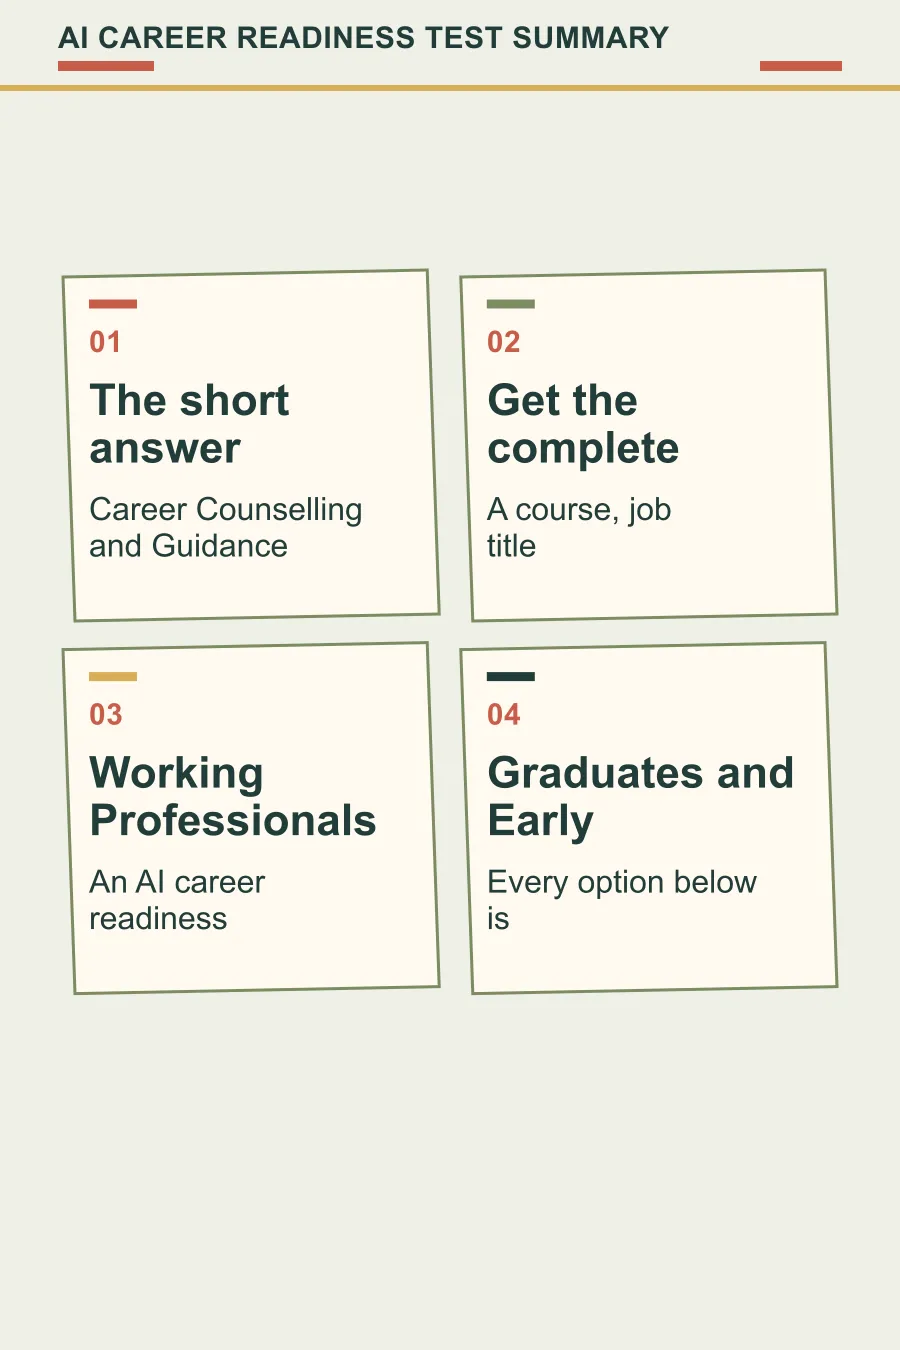 AI CAREER READINESS TEST SUMMARY
01
The short
answer
Career Counselling
and Guidance
02
Get the
complete
A course, job
title
03
Working
Professionals
An AI career
readiness
04
Graduates and
Early
Every option below
is